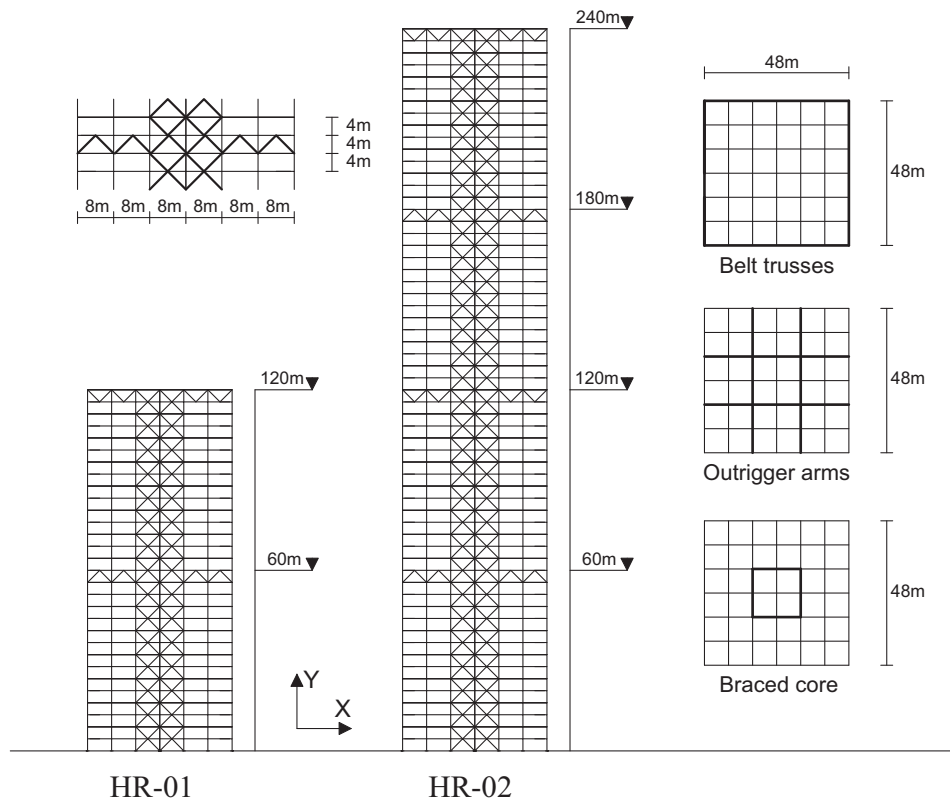 240m
48m
4m
4m
4m
48m
180m
8m 8m 8m 8m 8m 8m
Belt trusses
120m
120m
48m
Outrigger arms
60m
60m
48m
Y
X
Braced core
HR-01
HR-02